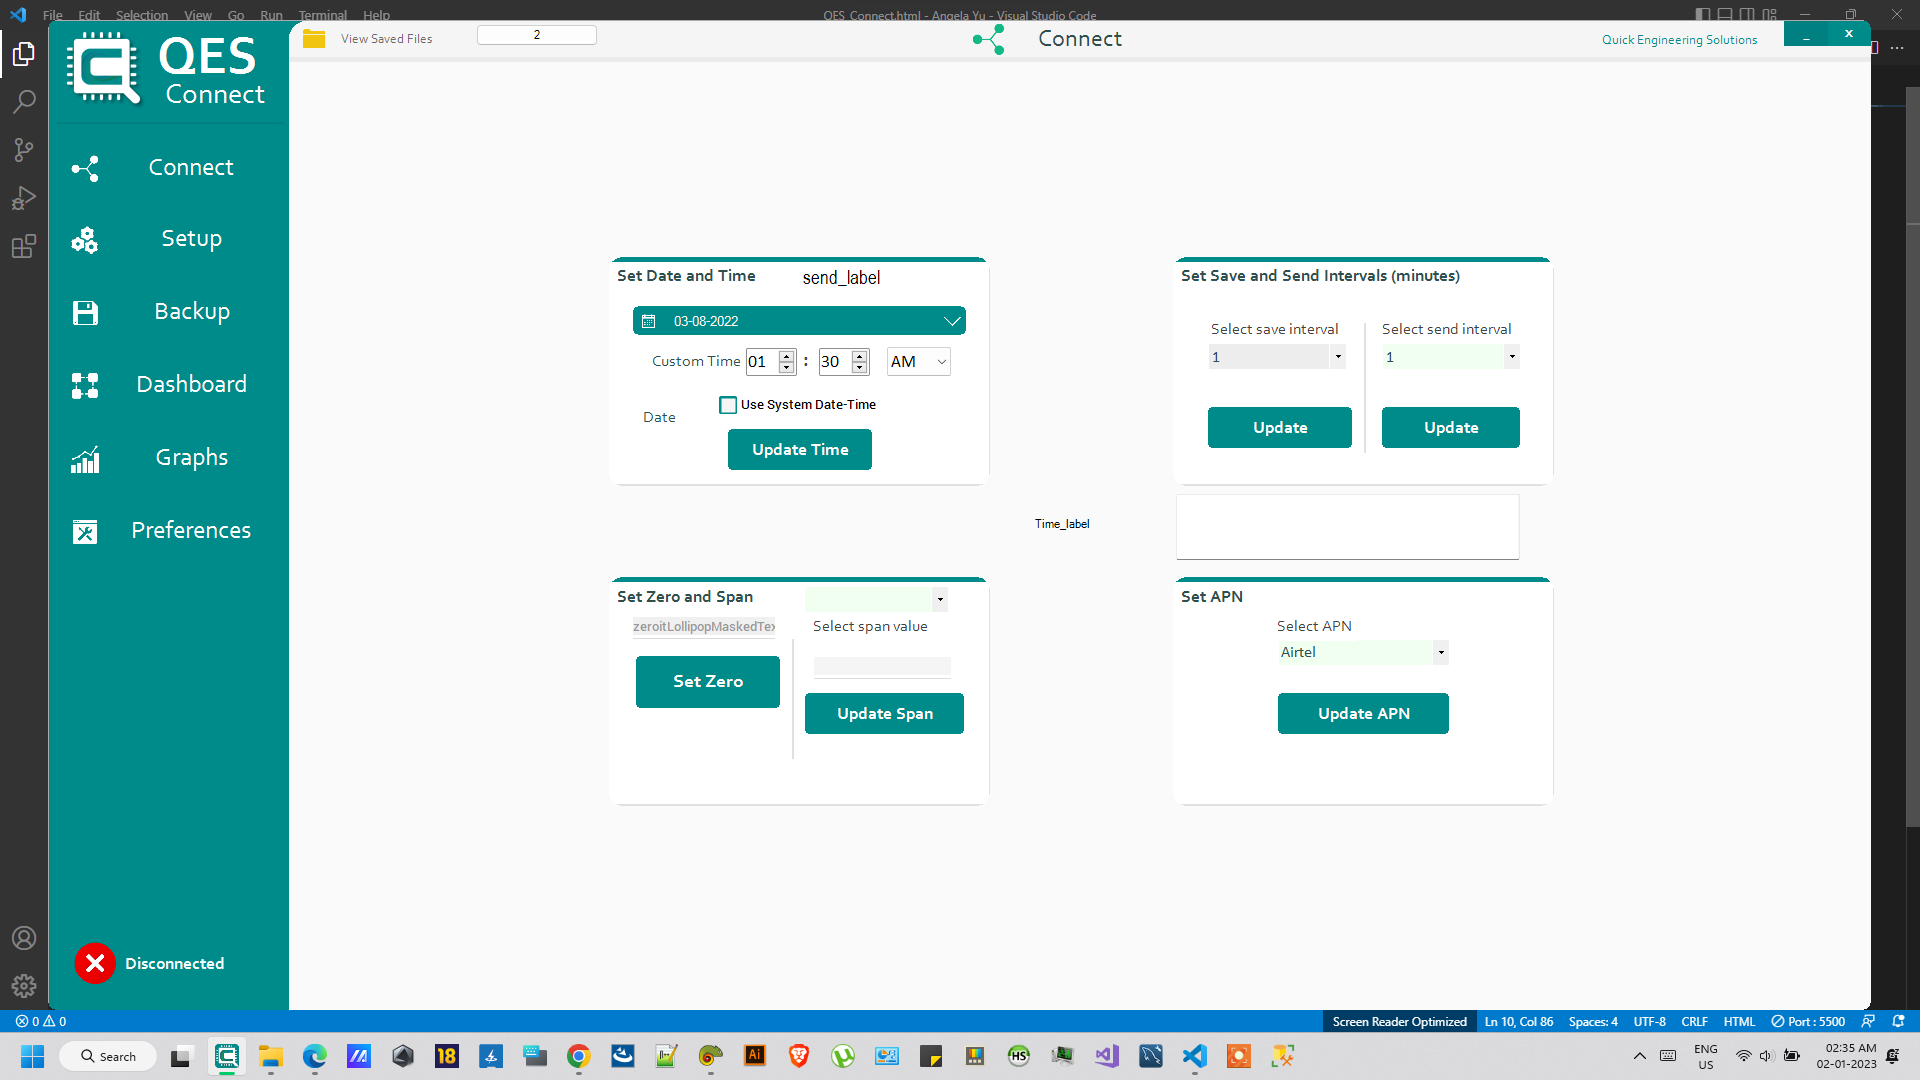 File Edit Selection View Go Run Terminal Help
QES_Connect.html - Angela Yu - Visual Studio Code
View Saved Files
2
Connect
Quick Engineering Solutions
_
x
QES
Connect
Connect
Setup
Backup
Dashboard
Graphs
Preferences
Disconnected
Set Date and Time
send_label
03-08-2022
Custom Time 01 : 30 AM
Use System Date-Time
Date
Update Time
Set Save and Send Intervals (minutes)
Select save interval
Select send interval
1
1
Update
Update
Time_label
Set Zero and Span
zeroitLollipopMaskedTex
Select span value
Set Zero
Update Span
Set APN
Select APN
Airtel
Update APN
0 0
Screen Reader Optimized
Ln 10, Col 86
Spaces: 4
UTF-8
CRLF
HTML
Port : 5500
Search
18
Ai
HS
ENG
US
02:35 AM
02-01-2023